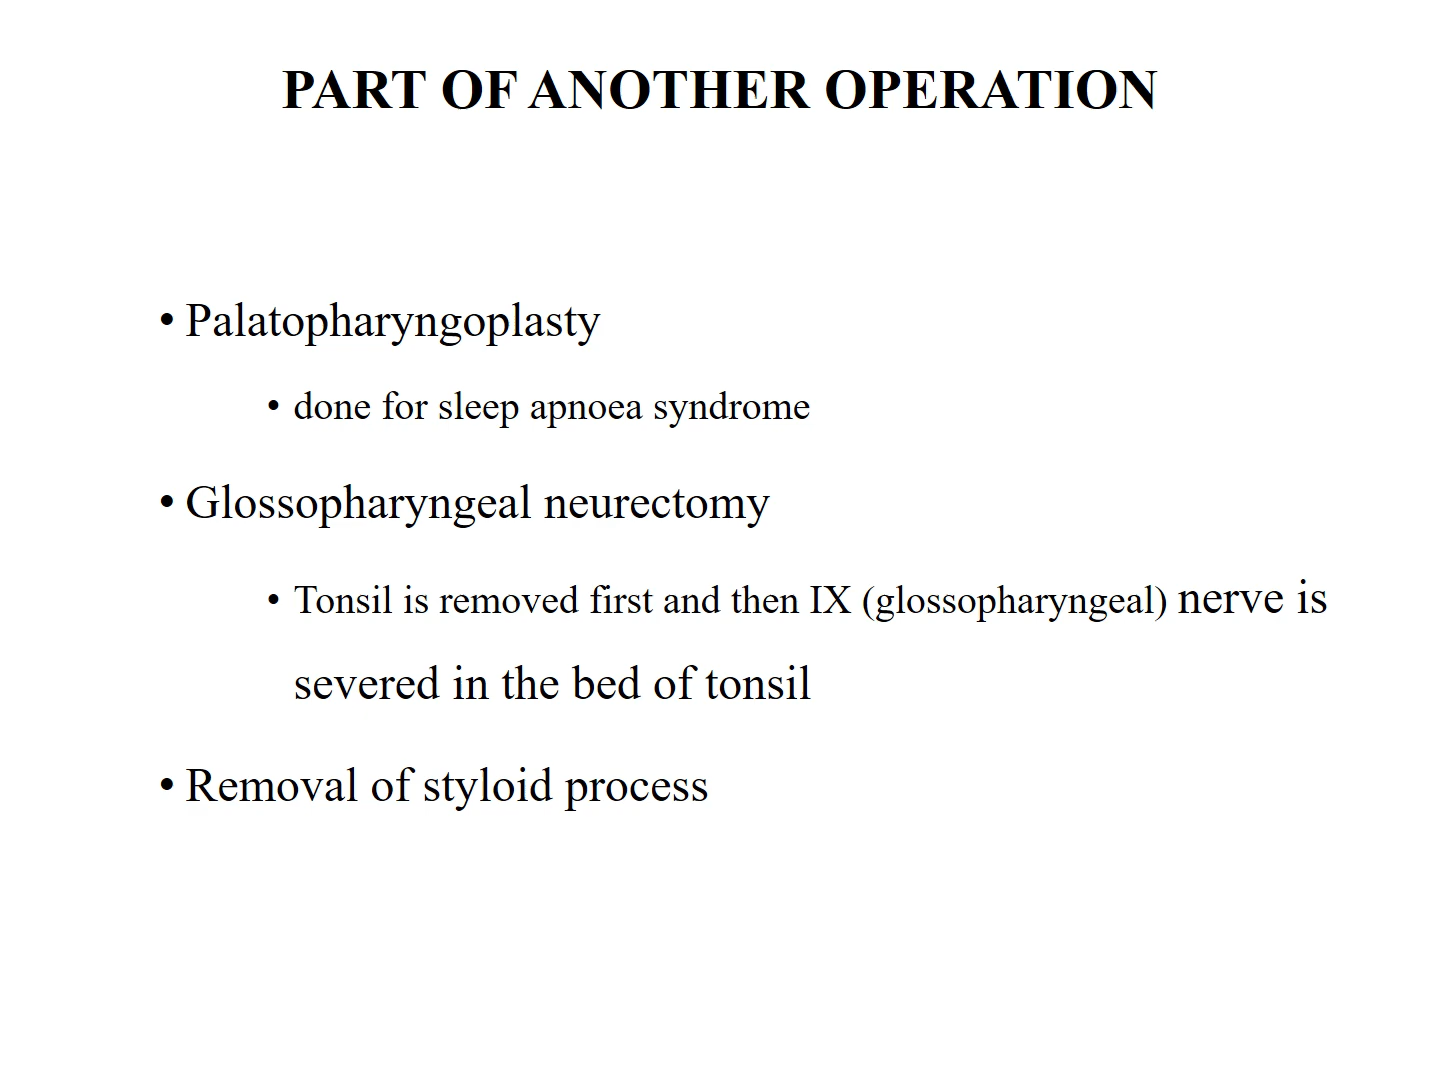 PART OF ANOTHER OPERATION
• Palatopharyngoplasty
• done for sleep apnoea syndrome
• Glossopharyngeal neurectomy
• Tonsil is removed first and then IX (glossopharyngeal) nerve is
severed in the bed of tonsil
• Removal of styloid process